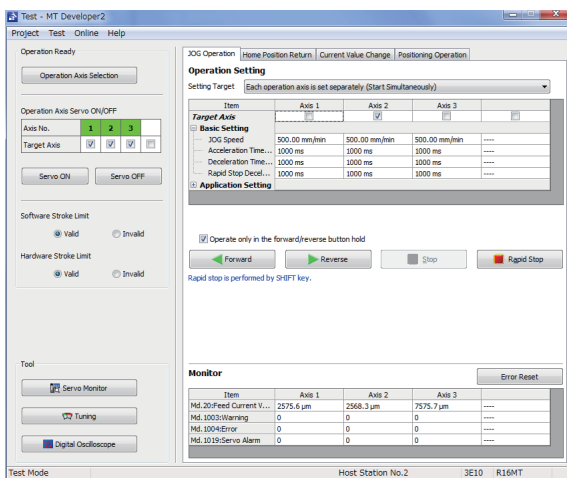 Test - MT Developer2
Project Test Online Help
Operation Ready
Operation Axis Selection
Operation Axis Servo ON/OFF
Axis No. 1 2 3
Target Axis
Servo ON Servo OFF
Software Stroke Limit
Valid Invalid
Hardware Stroke Limit
Valid Invalid
Tool
Servo Monitor
Tuning
Digital Oscilloscope
JOG Operation Home Position Return Current Value Change Positioning Operation
Operation Setting
Setting Target Each operation axis is set separately (Start Simultaneously)
Item Axis 1 Axis 2 Axis 3
Target Axis
Basic Setting
JOG Speed 500.00 mm/min 500.00 mm/min 500.00 mm/min ----
Acceleration Time... 1000 ms 1000 ms 1000 ms ----
Deceleration Time... 1000 ms 1000 ms 1000 ms ----
Rapid Stop Decel... 1000 ms 1000 ms 1000 ms ----
Application Setting
Operate only in the forward/reverse button hold
Forward Reverse Stop Rapid Stop
Rapid stop is performed by SHIFT key.
Monitor
Error Reset
Item Axis 1 Axis 2 Axis 3
Md.20:Feed Current V... 2575.6 µm 2568.3 µm 7575.7 µm ----
Md.1003:Warning 0 0 0 ----
Md.1004:Error 0 0 0 ----
Md.1019:Servo Alarm 0 0 0 ----
Test Mode Host Station No.2 3E10 R16MT